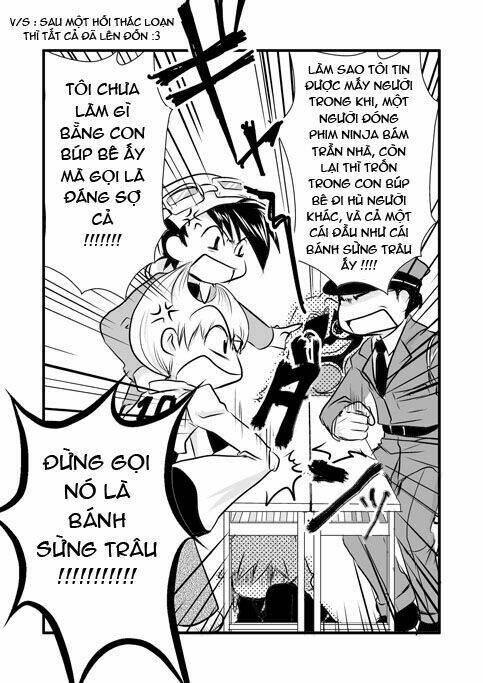 V/S : SAU MỘT HỒI THÁC LOẠN
THÌ TẤT CẢ ĐÃ LÊN ĐỒN :3
LÀM SAO TÔI TIN
ĐƯỢC MẤY NGƯỜI
TRONG KHI, MỘT
NGƯỜI ĐÓNG
PHIM NINJA BÁM
TRẦN NHÀ, CÒN
LẠI THÌ TRỐN
TRONG CON BÚP
BÊ ĐI HÙ NGƯỜI
KHÁC, VÀ CẢ MỘT
CÁI ĐẦU NHƯ CÁI
BÁNH SỪNG TRÂU
ẤY !!!!
TÔI CHƯA
LÀM GÌ
BẰNG CON
BÚP BÊ ẤY
MÀ GỌI LÀ
ĐÁNG SỢ
CẢ
!!!!!!!
ĐỪNG GỌI
NÓ LÀ
BÁNH
SỪNG TRÂU
!!!!!!!!!!!